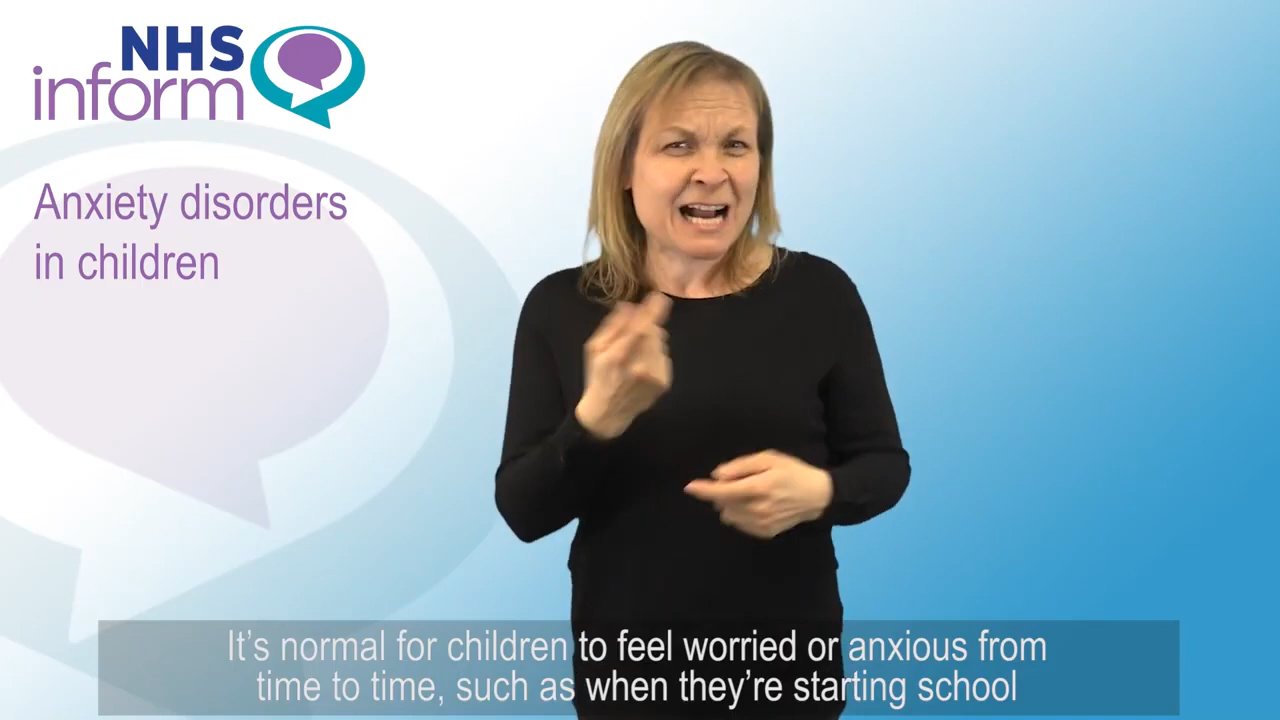 NHS
inform
Anxiety disorders
in children
It's normal for children to feel worried or anxious from
time to time, such as when they're starting school